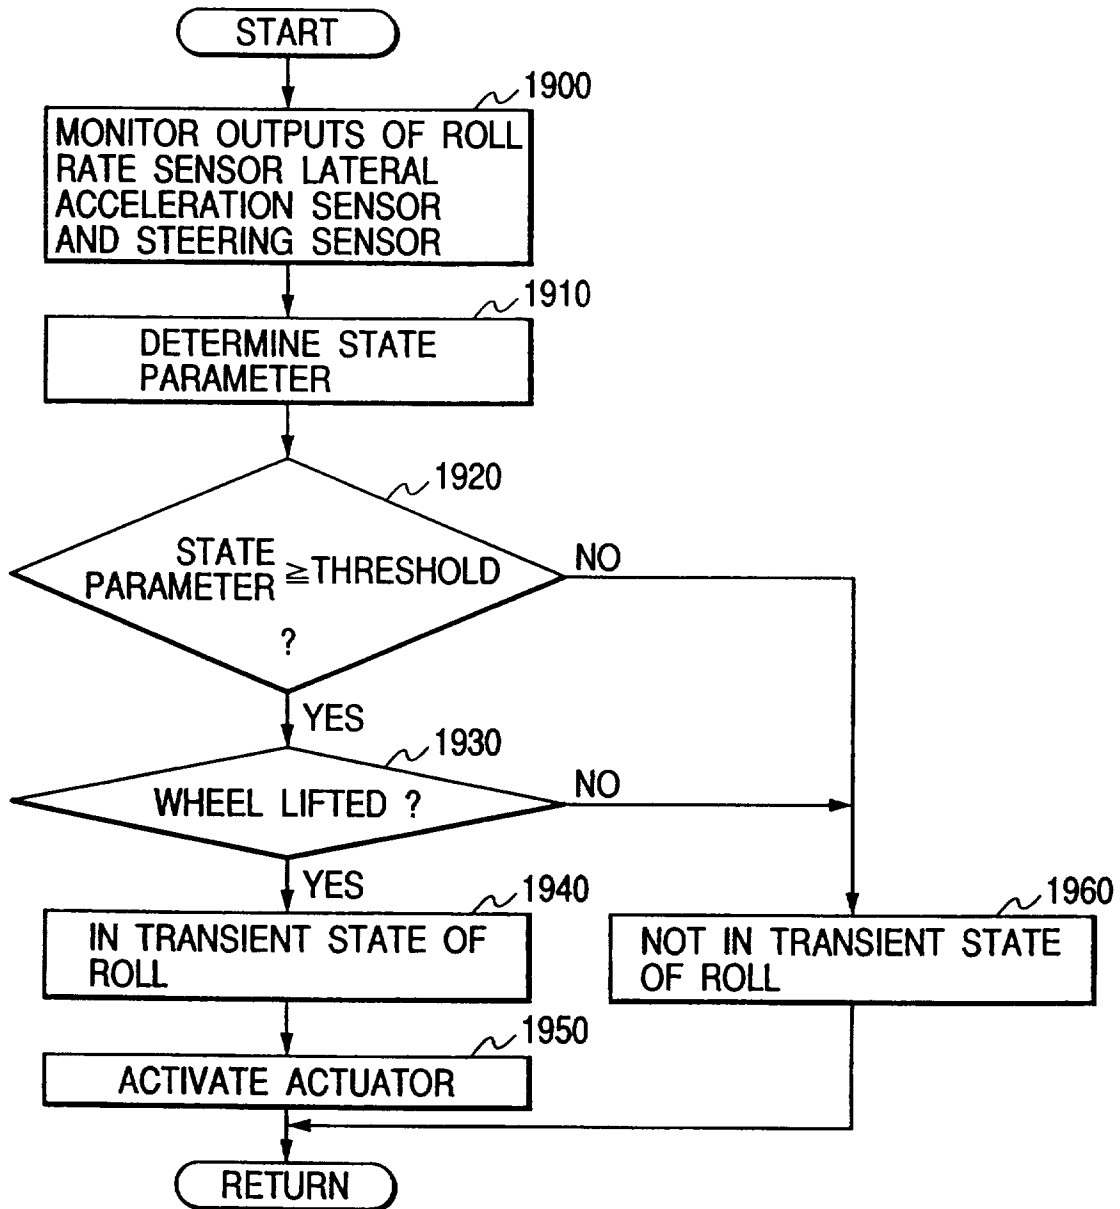 START
1900
MONITOR OUTPUTS OF ROLL
RATE SENSOR LATERAL
ACCELERATION SENSOR
AND STEERING SENSOR
1910
DETERMINE STATE
PARAMETER
1920
STATE
PARAMETER ≧ THRESHOLD
?
NO
YES
1930
WHEEL LIFTED ?
NO
YES
1940
IN TRANSIENT STATE OF
ROLL
1960
NOT IN TRANSIENT STATE
OF ROLL
1950
ACTIVATE ACTUATOR
RETURN